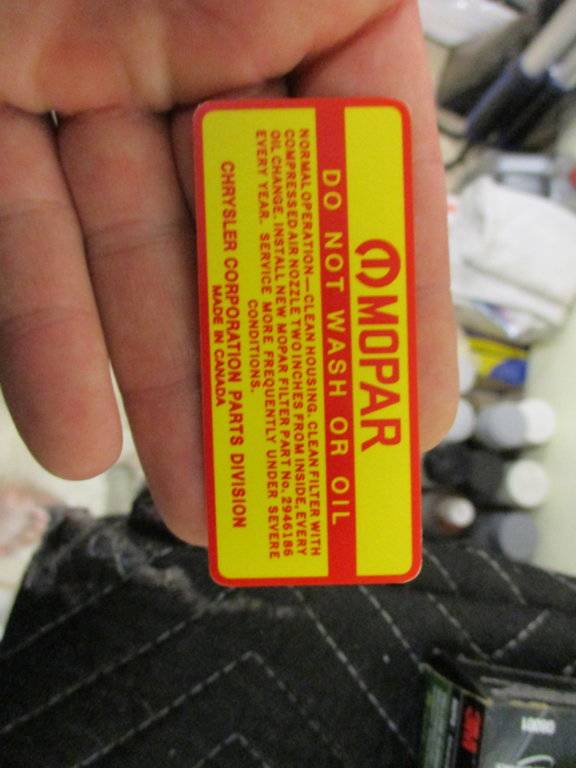 MOPAR
DO NOT WASH OR OIL
NORMAL OPERATION—CLEAN HOUSING. CLEAN FILTER WITH
COMPRESSED AIR NOZZLE TWO INCHES FROM INSIDE, EVERY
OIL CHANGE. INSTALL NEW MOPAR FILTER PART No. 2946186
EVERY YEAR. SERVICE MORE FREQUENTLY UNDER SEVERE
CONDITIONS.
CHRYSLER CORPORATION PARTS DIVISION
MADE IN CANADA
3M